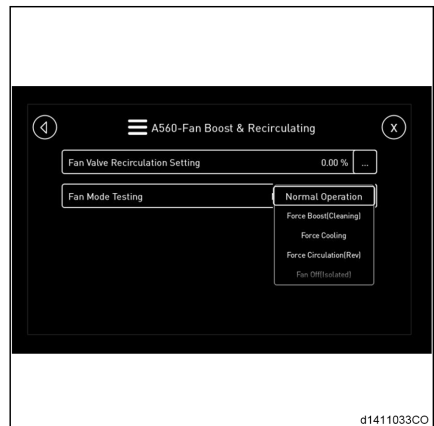 A560-Fan Boost & Recirculating
X
Fan Valve Recirculation Setting 0.00 % ...
Fan Mode Testing
Normal Operation
Force Boost(Cleaning)
Force Cooling
Force Circulation(Rev)
Fan Off(Isolated)
d1411033CO